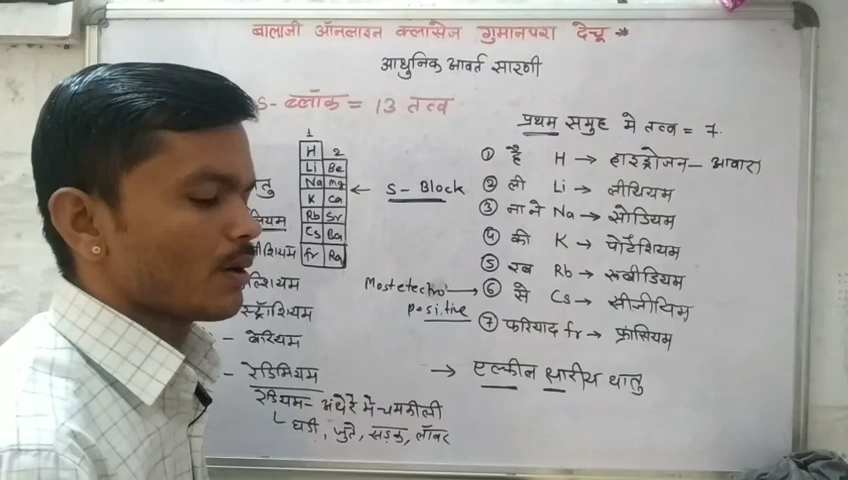 बालाजी ऑनलाइन क्लासेज गुमानपरा देचू *
आधुनिक आवर्त सारणी
S- ब्लॉक = 13 तत्व
1
H 2
Li Be
Na Mg
K Ca
Rb Sr
Cs Ba
fr Ra
← S - Block
ल्शियम
स्ट्रॉशियम
- बेरियम
- रेडिमियम
रेडियम - अंधेरे में चमकीली
घडी, जुते, सड़क, लॉकर
प्रथम समुह मे तत्व = 7.
① है H → हाइड्रोजन - आवारा
② ली Li → लीथियम
③ ना ने Na → सोडियम
④ की K → पोटैशियम
⑤ रब Rb → रूबीडियम
Most electro → ⑥ से Cs → सीजीयिम
positive
⑦ फरियाद fr → फ्रांसियम
→ एल्कील क्षारीय धातु